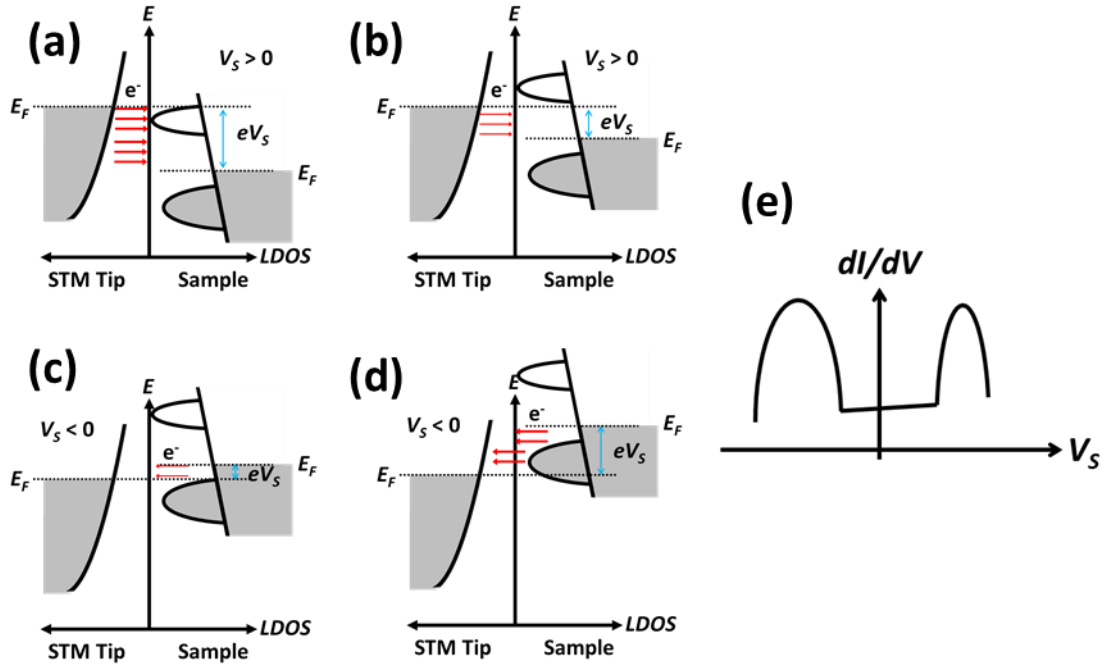 (a)
E
V_S > 0
e-
E_F
eV_S
E_F
LDOS
STM Tip
Sample
(b)
E
V_S > 0
e-
E_F
eV_S
E_F
LDOS
STM Tip
Sample
(c)
E
V_S < 0
e-
E_F
eV_S
E_F
LDOS
STM Tip
Sample
(d)
E
V_S < 0
e-
E_F
eV_S
E_F
LDOS
STM Tip
Sample
(e)
dI/dV
V_S